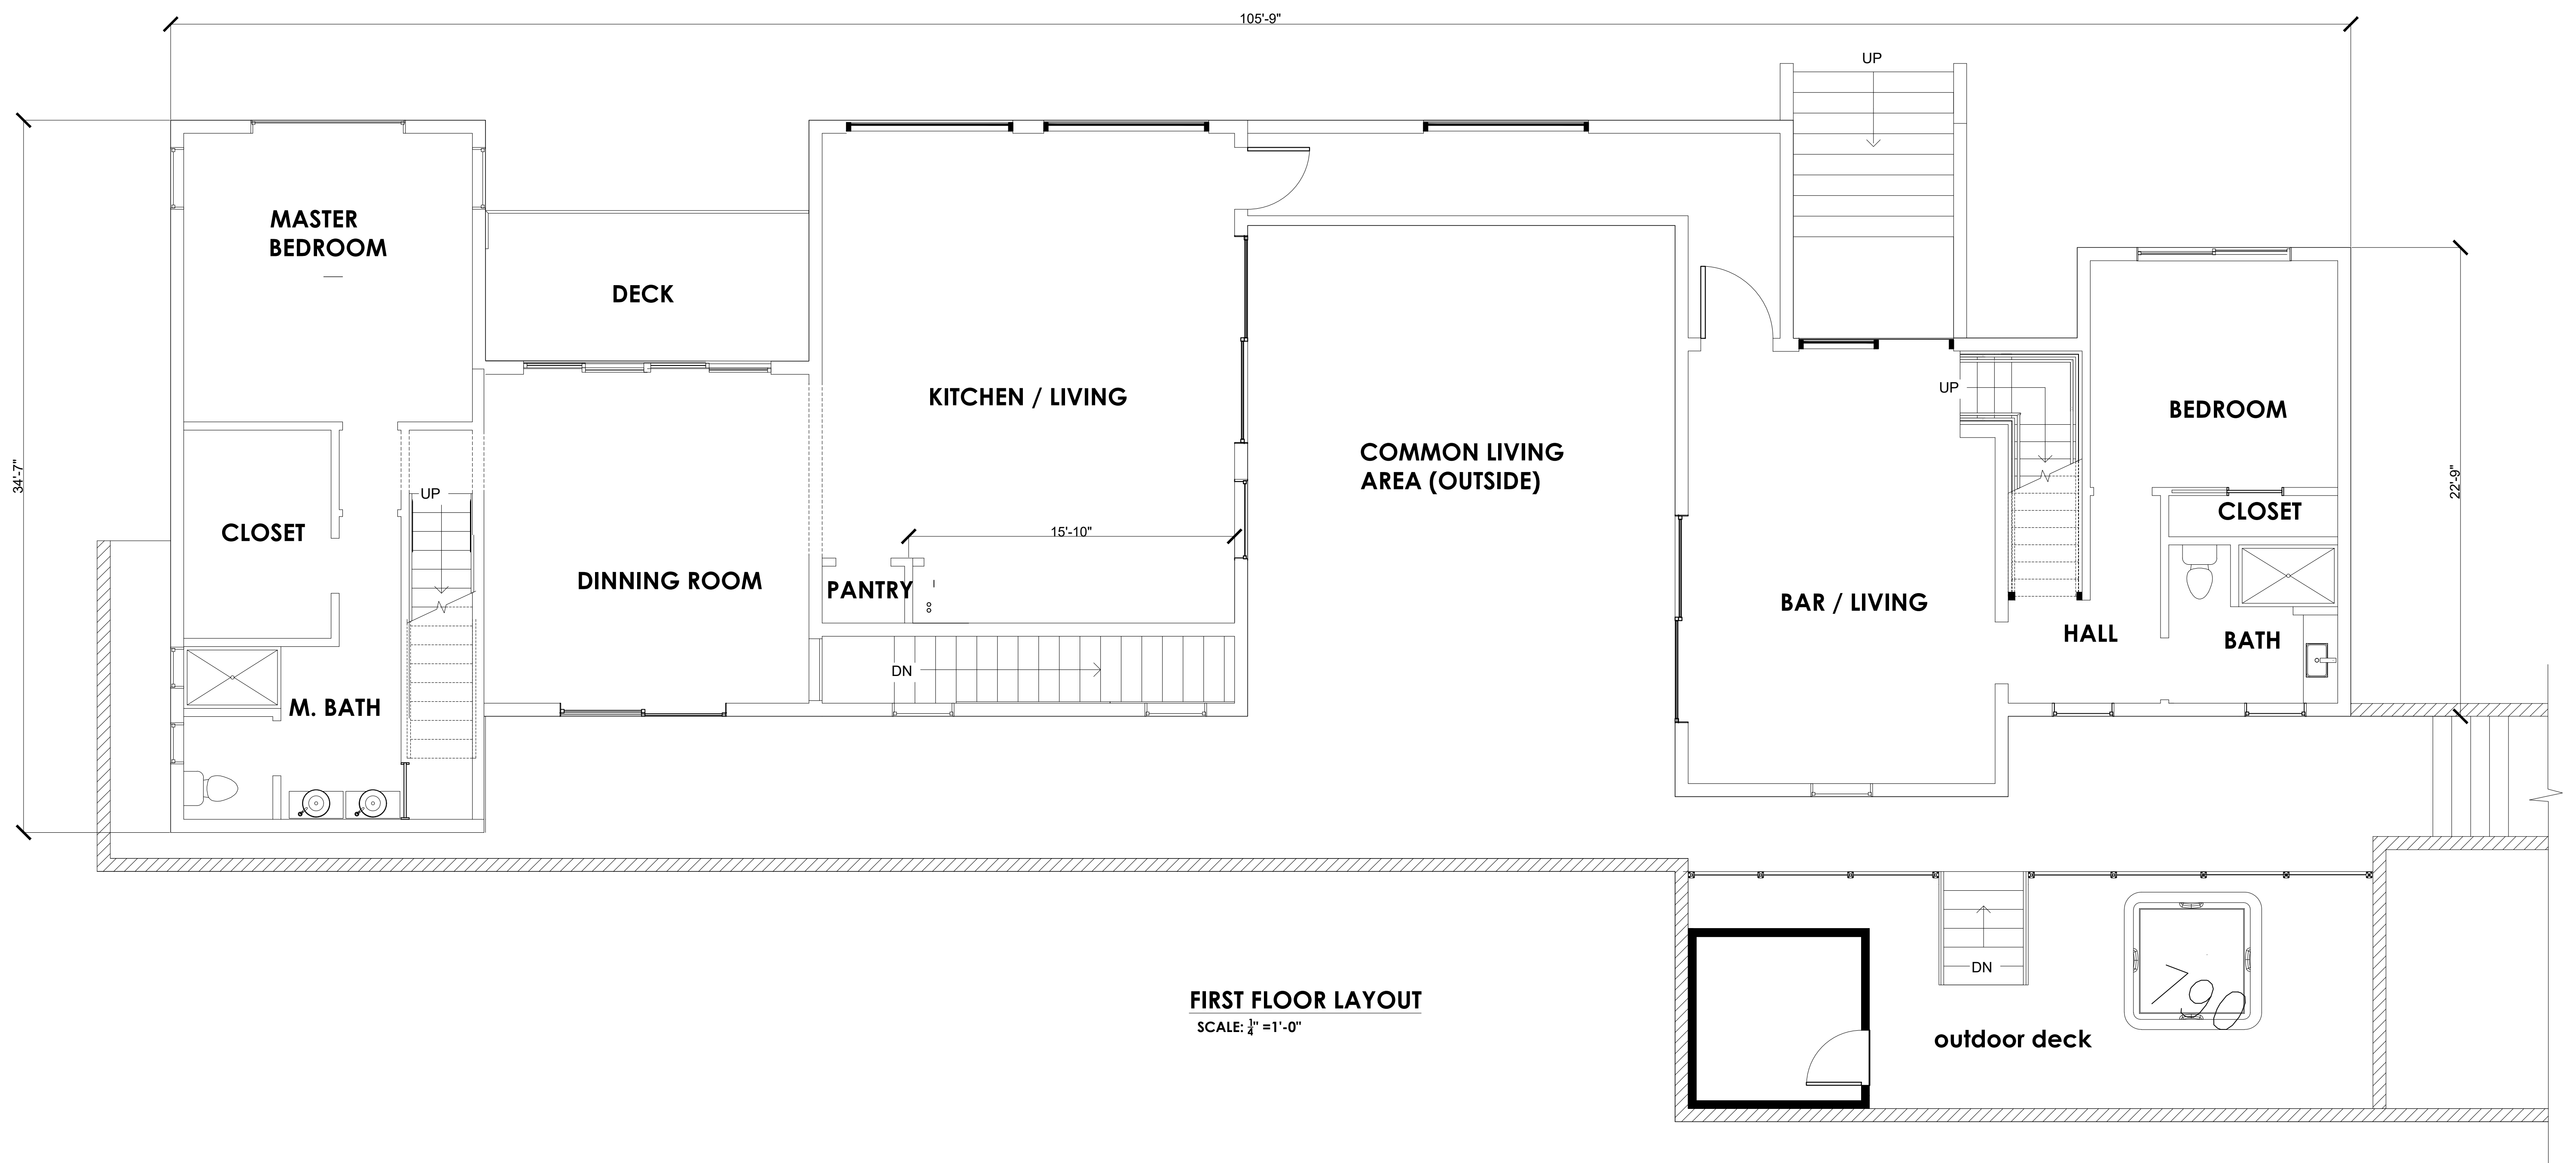 105'-9"
UP
MASTER
BEDROOM
DECK
KITCHEN / LIVING
UP
BEDROOM
COMMON LIVING
AREA (OUTSIDE)
34'-7"
22'-9"
UP
CLOSET
CLOSET
15'-10"
DINNING ROOM
PANTRY
BAR / LIVING
HALL
BATH
DN
M. BATH
DN
790
FIRST FLOOR LAYOUT
SCALE: ¼" =1'-0"
outdoor deck